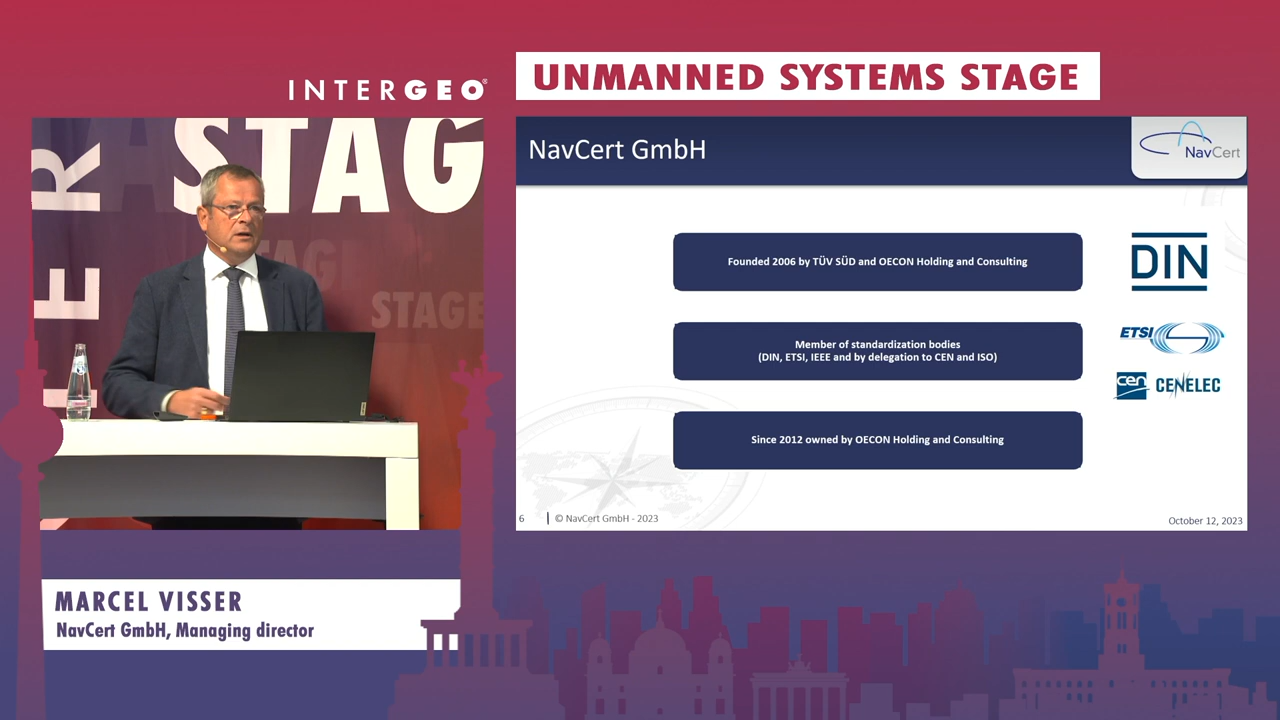 INTERGEO®
UNMANNED SYSTEMS STAGE
STAG
ER
STAGE
STAGE
NavCert GmbH
NavCert
Founded 2006 by TÜV SÜD and OECON Holding and Consulting
DIN
Member of standardization bodies
(DIN, ETSI, IEEE and by delegation to CEN and ISO)
ETSI
cen
CENELEC
Since 2012 owned by OECON Holding and Consulting
6
© NavCert GmbH - 2023
October 12, 2023
MARCEL VISSER
NavCert GmbH, Managing director